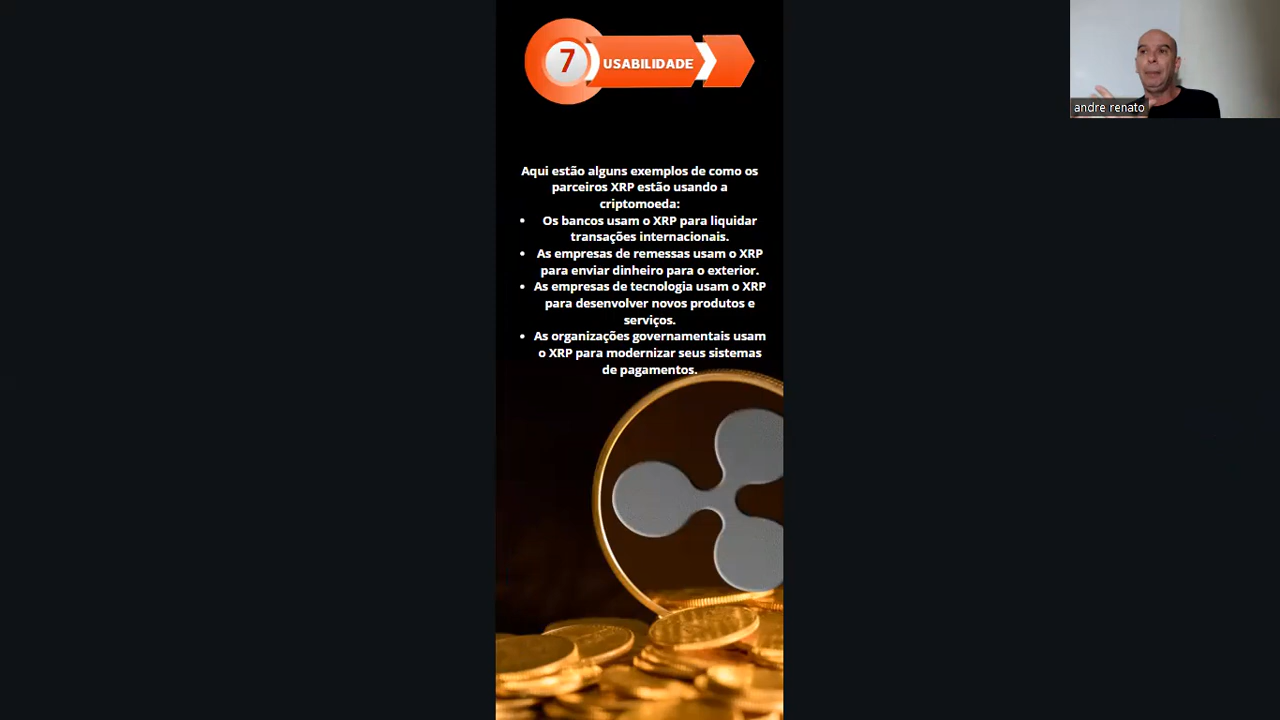 7
USABILIDADE
andre renato
Aqui estão alguns exemplos de como os
parceiros XRP estão usando a
criptomoeda:
• Os bancos usam o XRP para liquidar
transações internacionais.
• As empresas de remessas usam o XRP
para enviar dinheiro para o exterior.
• As empresas de tecnologia usam o XRP
para desenvolver novos produtos e
serviços.
• As organizações governamentais usam
o XRP para modernizar seus sistemas
de pagamentos.